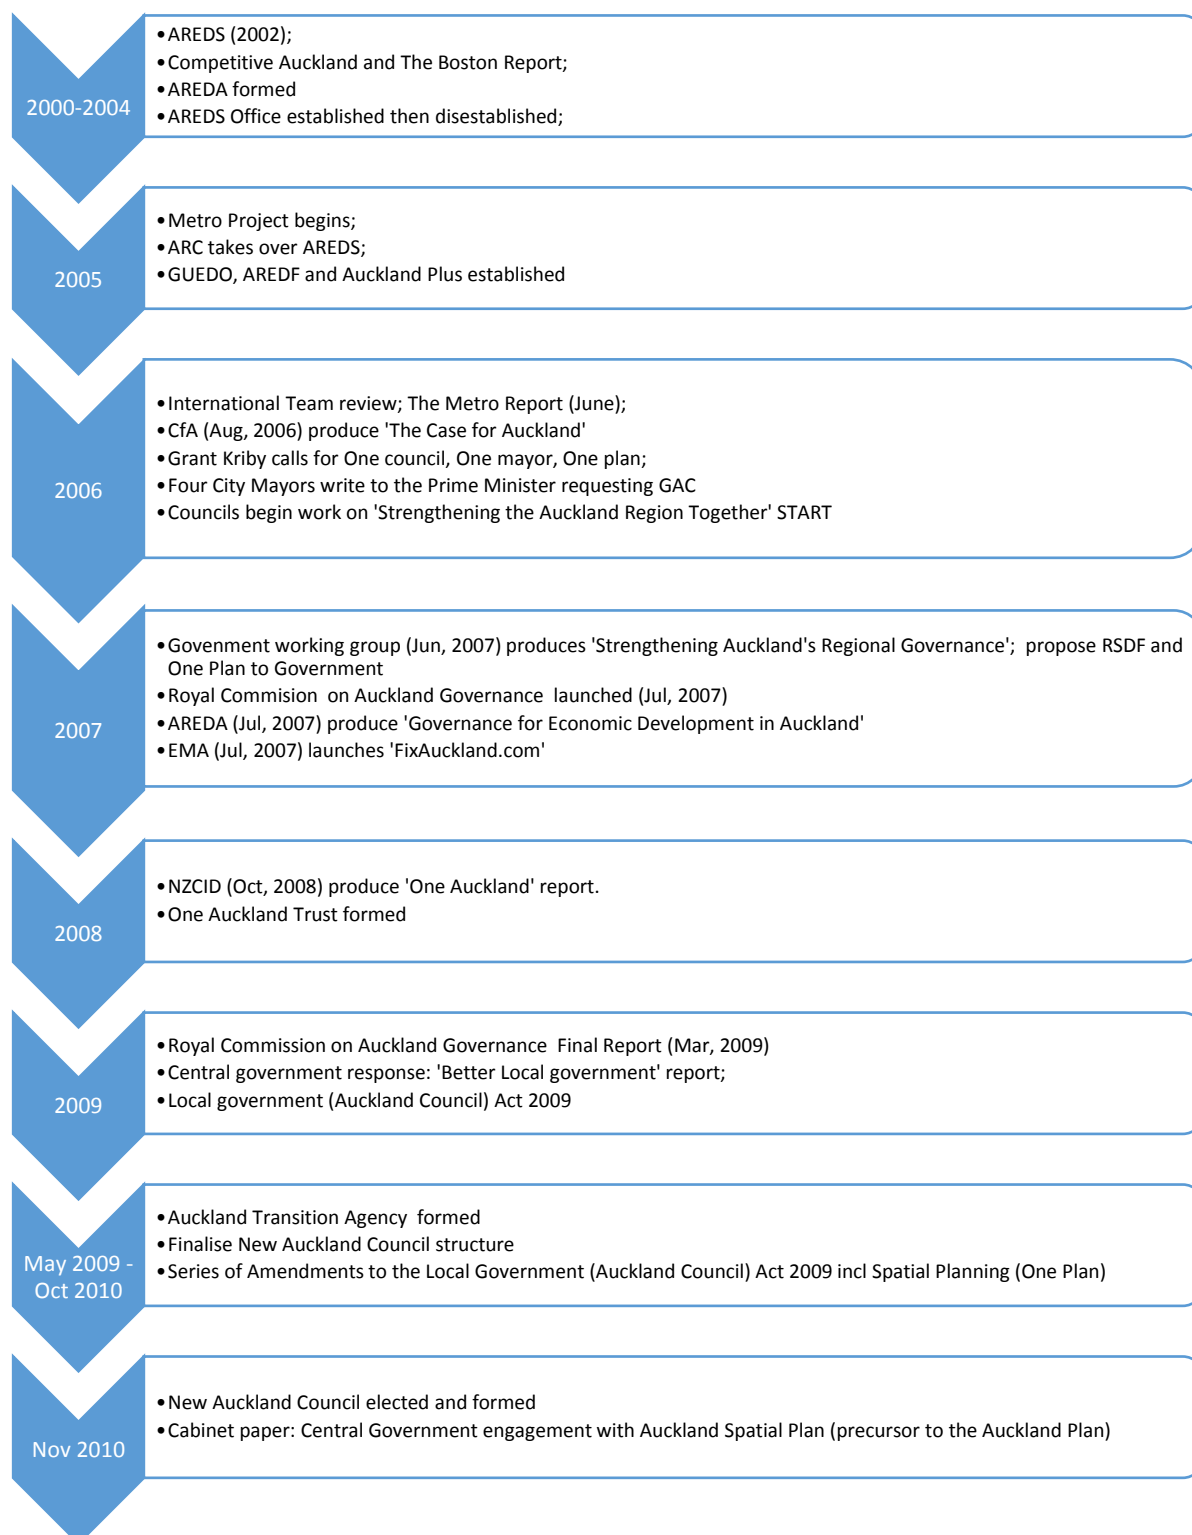 2000-2004
•AREDS (2002);
•Competitive Auckland and The Boston Report;
•AREDA formed
•AREDS Office established then disestablished;
2005
•Metro Project begins;
•ARC takes over AREDS;
•GUEDO, AREDF and Auckland Plus established
2006
•International Team review; The Metro Report (June);
•CfA (Aug, 2006) produce 'The Case for Auckland'
•Grant Kriby calls for One council, One mayor, One plan;
•Four City Mayors write to the Prime Minister requesting GAC
•Councils begin work on 'Strengthening the Auckland Region Together' START
2007
•Govenment working group (Jun, 2007) produces 'Strengthening Auckland's Regional Governance'; propose RSDF and
One Plan to Government
•Royal Commision on Auckland Governance launched (Jul, 2007)
•AREDA (Jul, 2007) produce 'Governance for Economic Development in Auckland'
•EMA (Jul, 2007) launches 'FixAuckland.com'
2008
•NZCID (Oct, 2008) produce 'One Auckland' report.
•One Auckland Trust formed
2009
•Royal Commission on Auckland Governance Final Report (Mar, 2009)
•Central government response: 'Better Local government' report;
•Local government (Auckland Council) Act 2009
May 2009 -
Oct 2010
•Auckland Transition Agency formed
•Finalise New Auckland Council structure
•Series of Amendments to the Local Government (Auckland Council) Act 2009 incl Spatial Planning (One Plan)
Nov 2010
•New Auckland Council elected and formed
•Cabinet paper: Central Government engagement with Auckland Spatial Plan (precursor to the Auckland Plan)